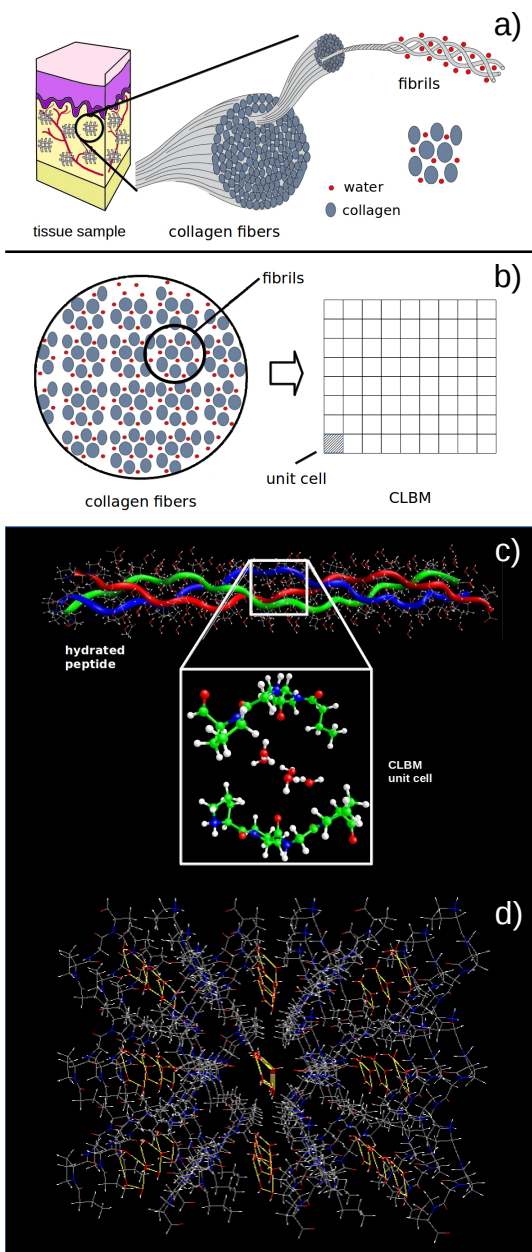 a)
fibrils
water
collagen
tissue sample
collagen fibers
b)
fibrils
unit cell
collagen fibers
CLBM
c)
hydrated
peptide
CLBM
unit cell
d)